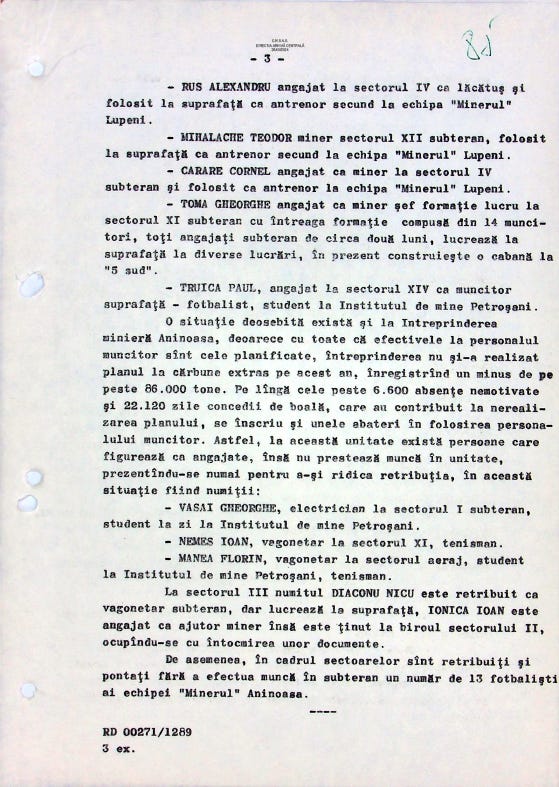 C.N.S.A.S.
DIRECȚIA ARHIVĂ CENTRALĂ
- 3 -
85
- RUS ALEXANDRU angajat la sectorul IV ca lăcătuş şi
folosit la suprafaţă ca antrenor secund la echipa "Minerul"
Lupeni.
- MIHALACHE TEODOR miner sectorul XII subteran, folosit
la suprafaţă ca antrenor secund la echipa "Minerul" Lupeni.
- CARARE CORNEL angajat ca miner la sectorul IV
subteran şi folosit ca antrenor la echipa "Minerul" Lupeni.
- TOMA GHEORGHE angajat ca miner şef formaţie lucru la
sectorul XI subteran cu întreaga formaţie compusă din 14 munci-
tori, toţi angajaţi subteran de circa două luni, lucrează la
suprafaţă la diverse lucrări, în prezent construieşte o cabană la
"5 sud".
- TRUICA PAUL, angajat la sectorul XIV ca muncitor
suprafaţă - fotbalist, student la Institutul de mine Petroşani.
O situaţie deosebită există şi la Intreprinderea
minieră Aninoasa, deoarece cu toate că efectivele la personalul
muncitor sînt cele planificate, întreprinderea nu şi-a realizat
planul la cărbune extras pe acest an, înregistrînd un minus de pe
peste 86.000 tone. Pe lîngă cele peste 6.600 absenţe nemotivate
şi 22.120 zile concedii de boală, care au contribuit la nereali-
zarea planului, se înscriu şi unele abateri în folosirea persona-
lului muncitor. Astfel, la această unitate există persoane care
figurează ca angajate, însă nu prestează muncă în unitate,
prezentîndu-se numai pentru a-şi ridica retribuţia, în această
situaţie fiind numiţii:
- VASAI GHEORGHE, electrician la sectorul I subteran,
student la zi la Institutul de mine Petroşani.
- NEMES IOAN, vagonetar la sectorul XI, tenisman.
- MANEA FLORIN, vagonetar la sectorul aeraj, student
la Institutul de mine Petroşani, tenisman.
La sectorul III numitul DIACONU NICU este retribuit ca
vagonetar subteran, dar lucrează la suprafaţă, IONICA IOAN este
angajat ca ajutor miner însă este ţinut la biroul sectorului II,
ocupîndu-se cu întocmirea unor documente.
De asemenea, în cadrul sectoarelor sînt retribuiţi şi
pontaţi fără a efectua muncă în subteran un număr de 13 fotbalişti
ai echipei "Minerul" Aninoasa.
----
RD 00271/1289
3 ex.